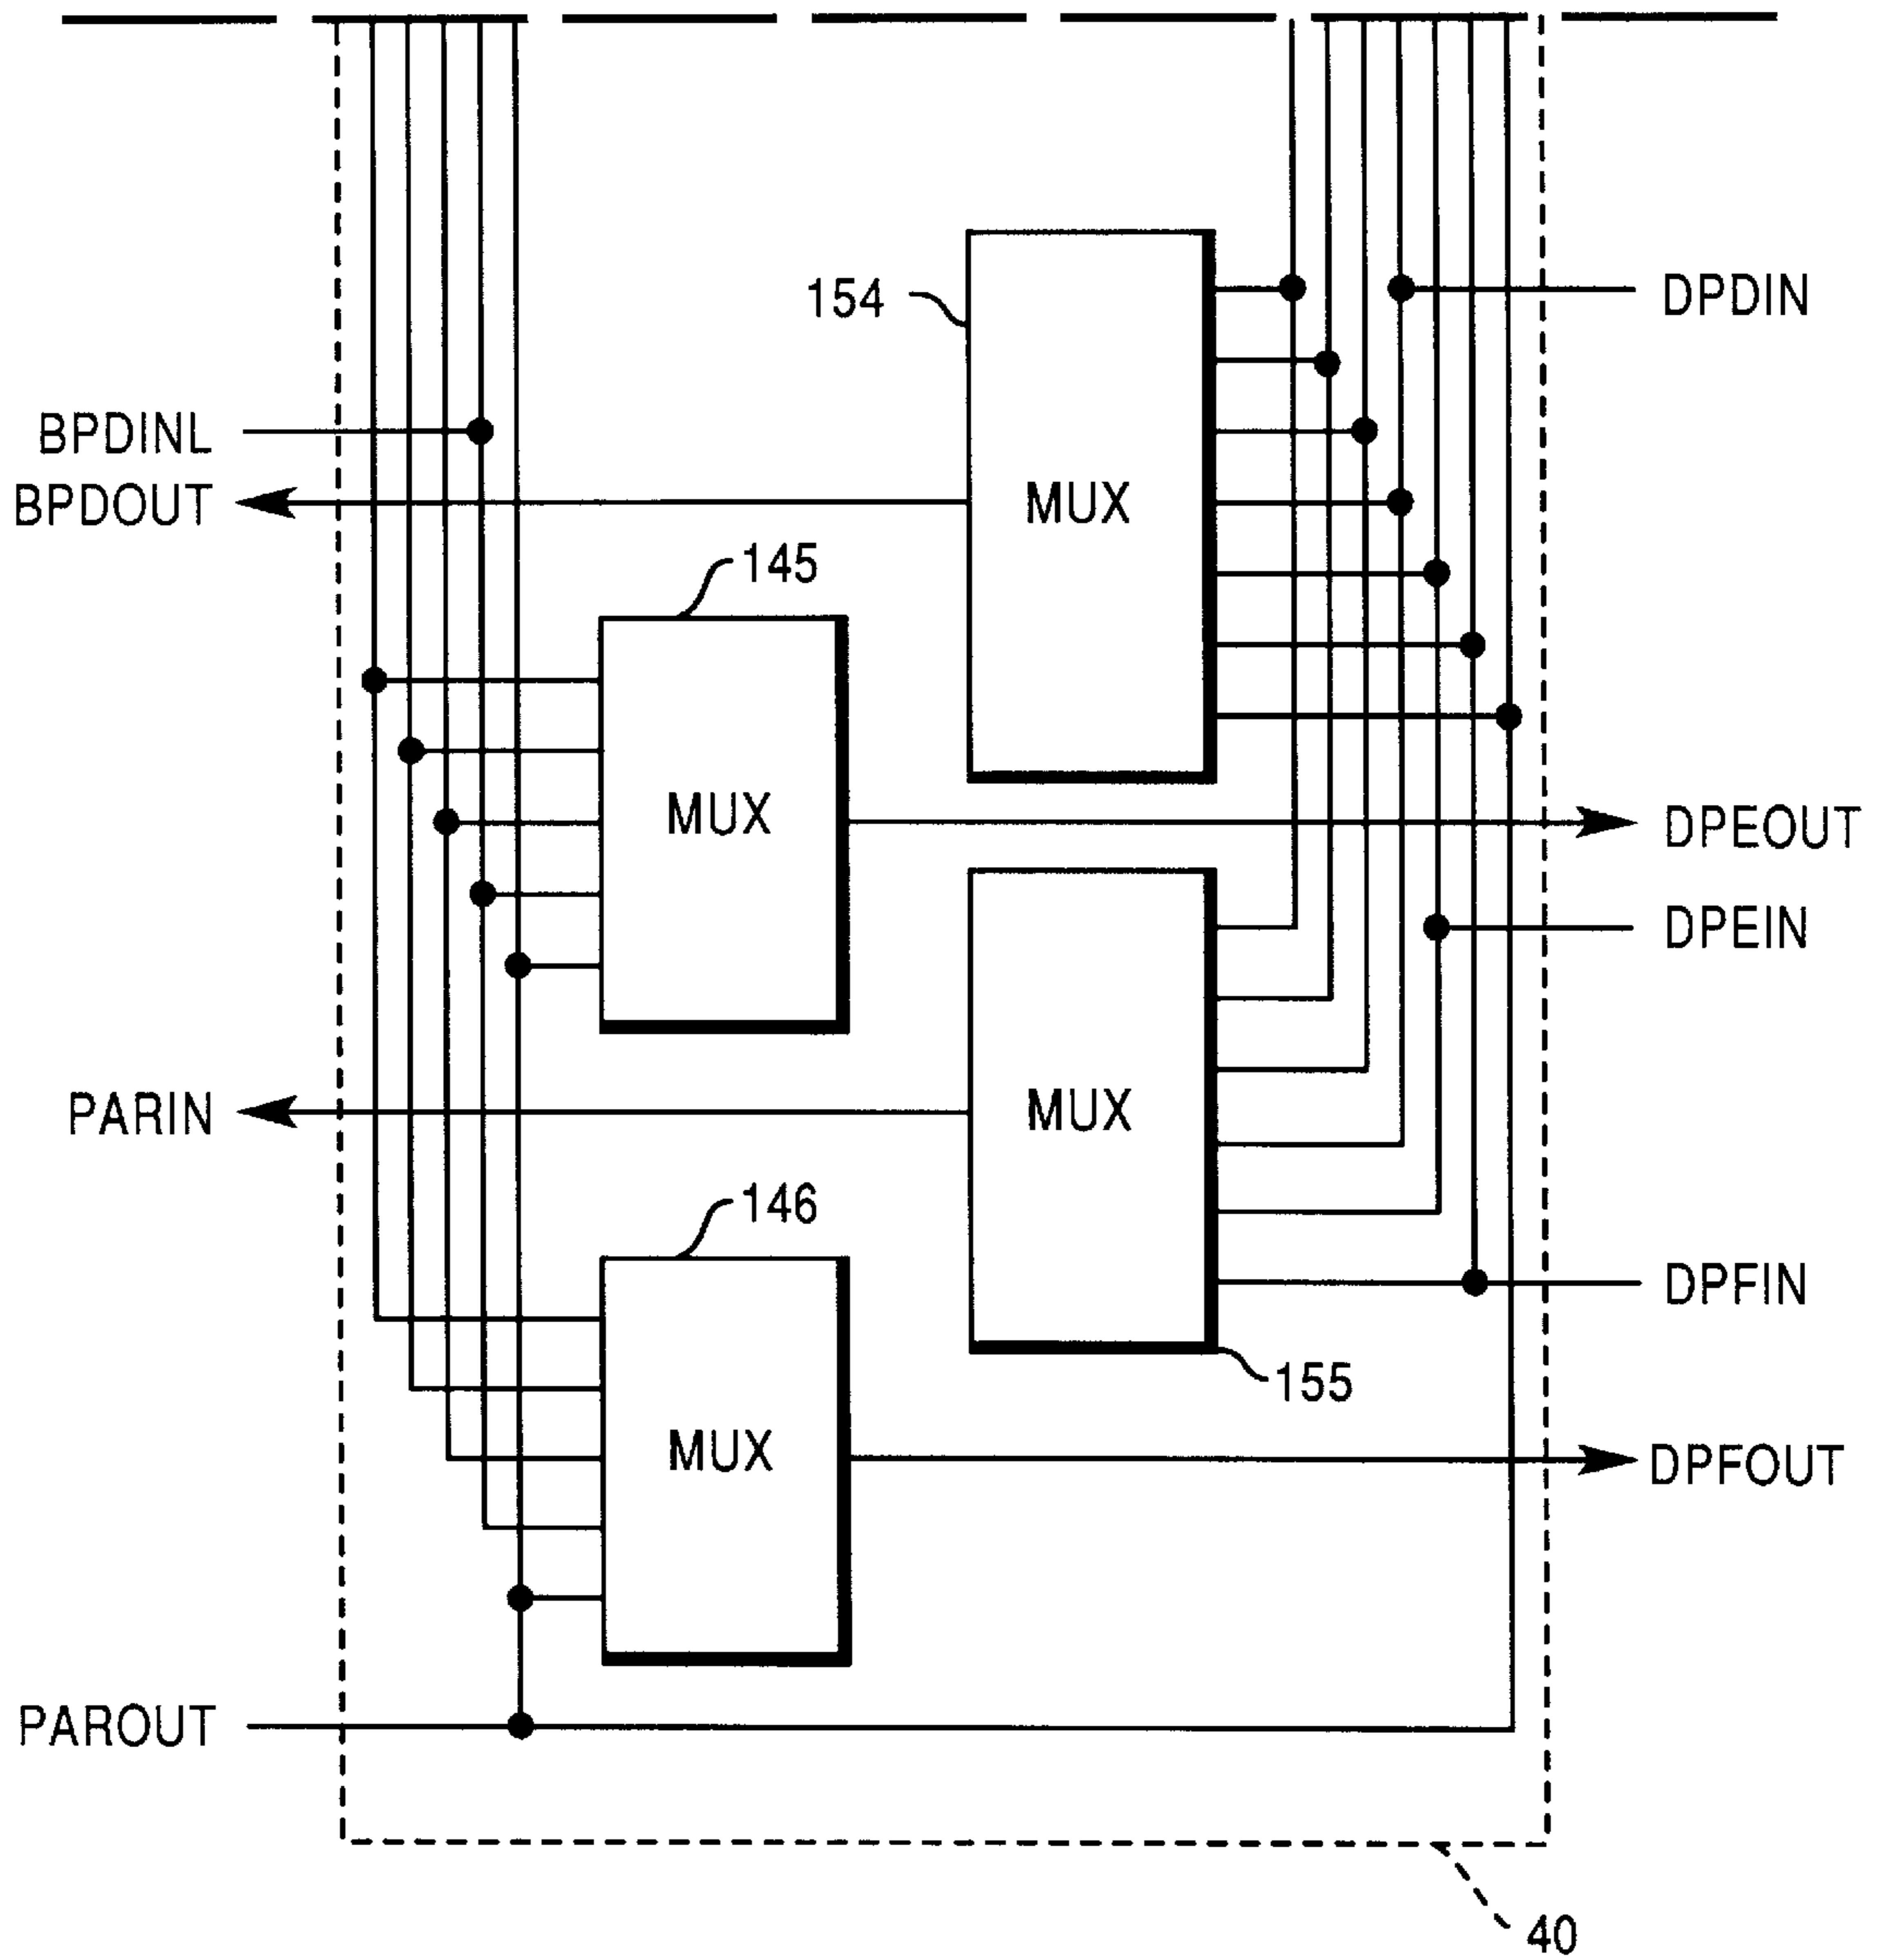 154
DPDIN
BPDINL
MUX
BPDOUT
145
MUX
DPEOUT
DPEIN
PARIN
MUX
146
DPFIN
155
MUX
DPFOUT
PAROUT
40